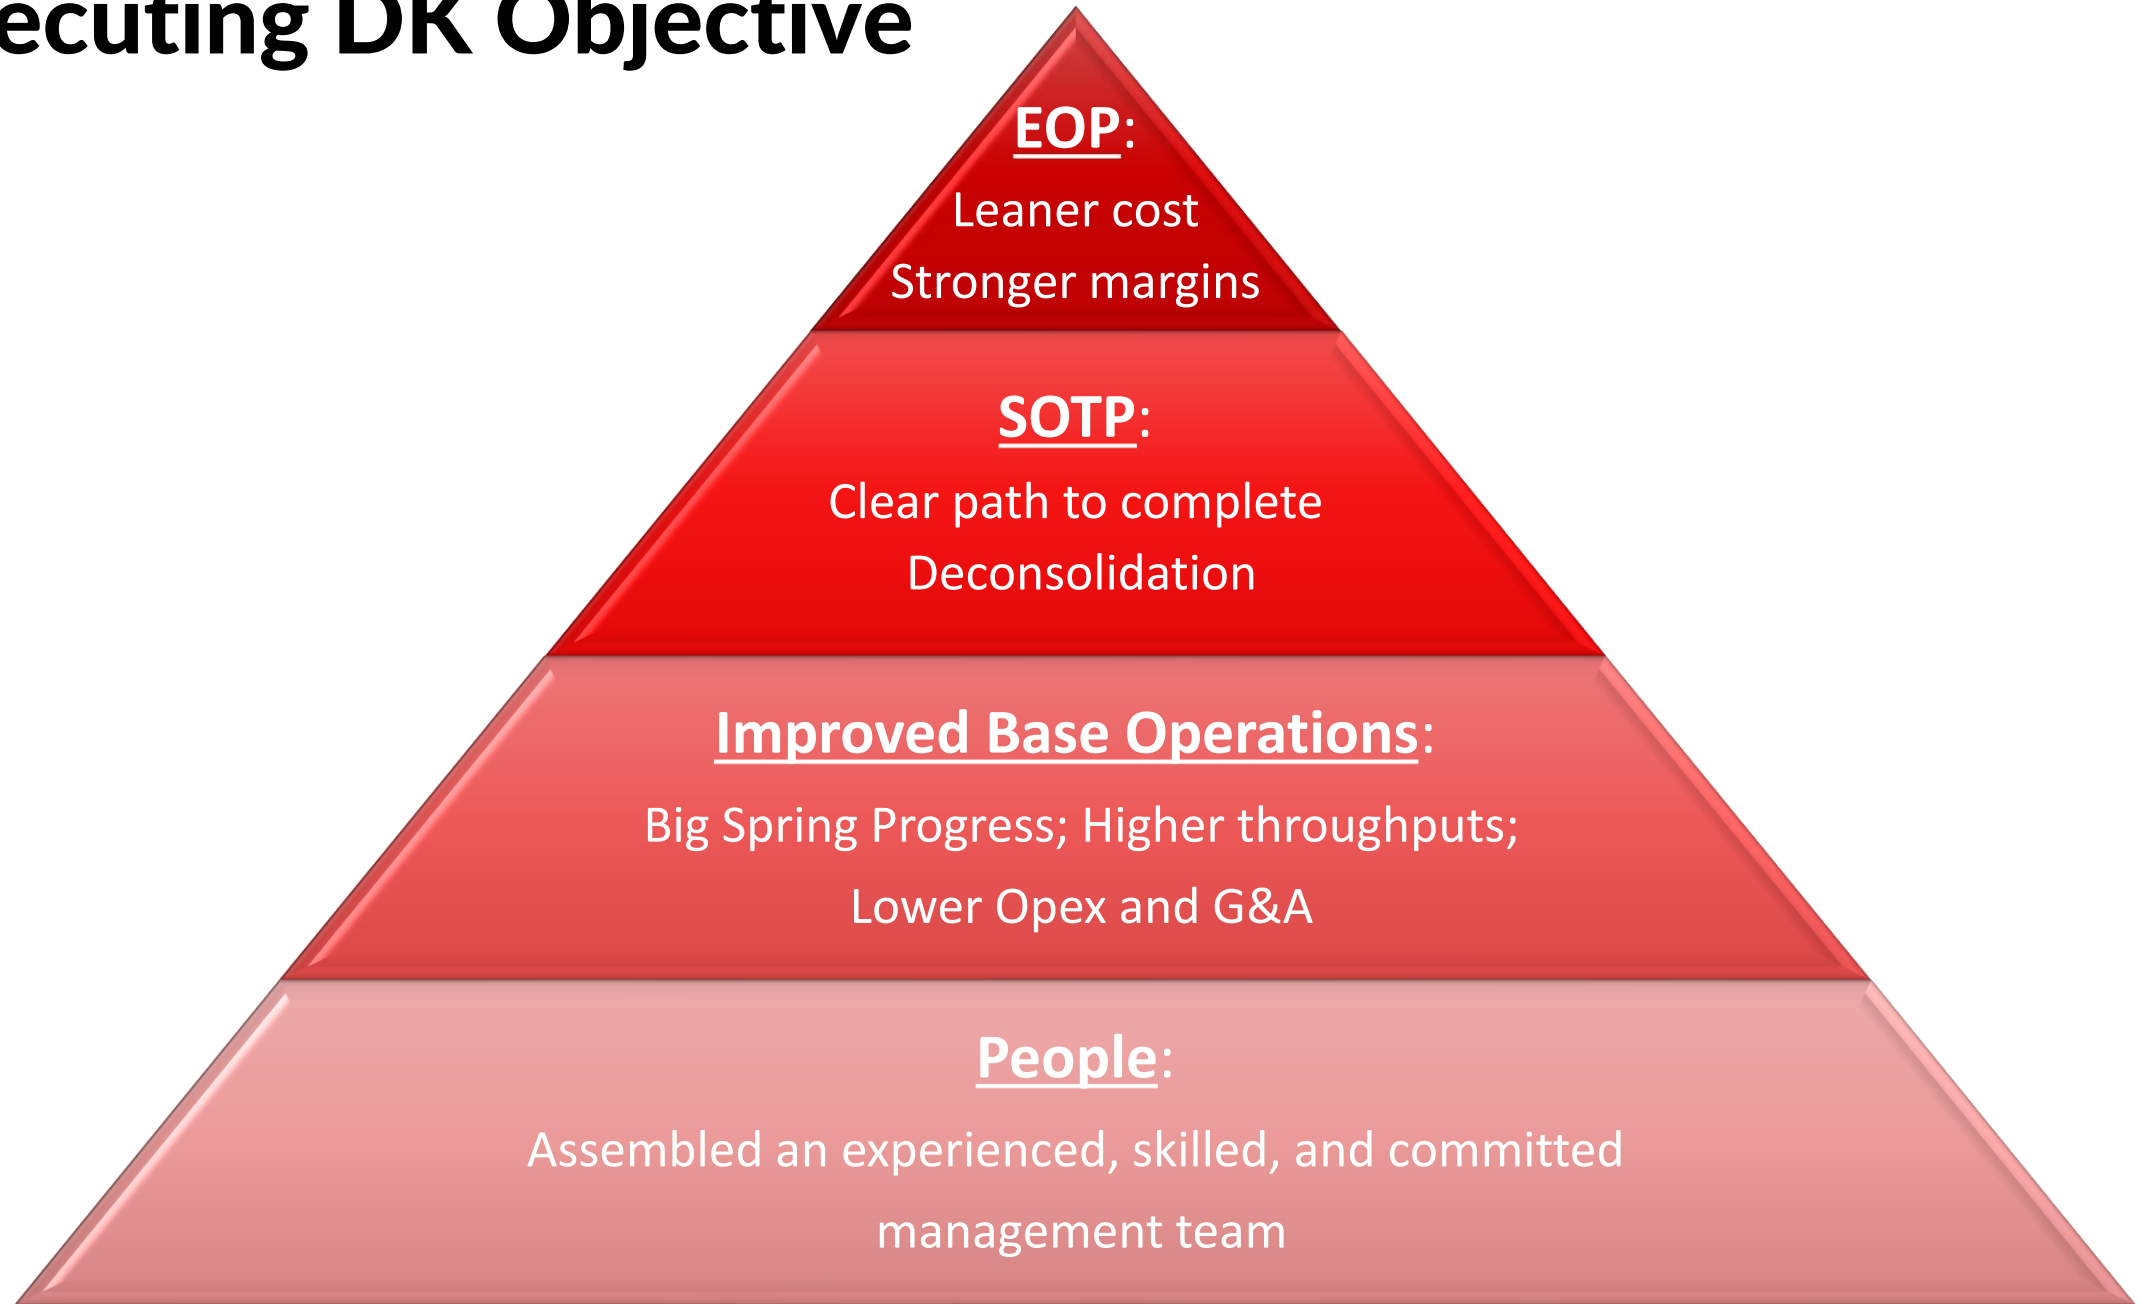 ecuting DK Objective
EOP:
Leaner cost
Stronger margins
SOTP:
Clear path to complete
Deconsolidation
Improved Base Operations:
Big Spring Progress; Higher throughputs;
Lower Opex and G&A
People:
Assembled an experienced, skilled, and committed
management team